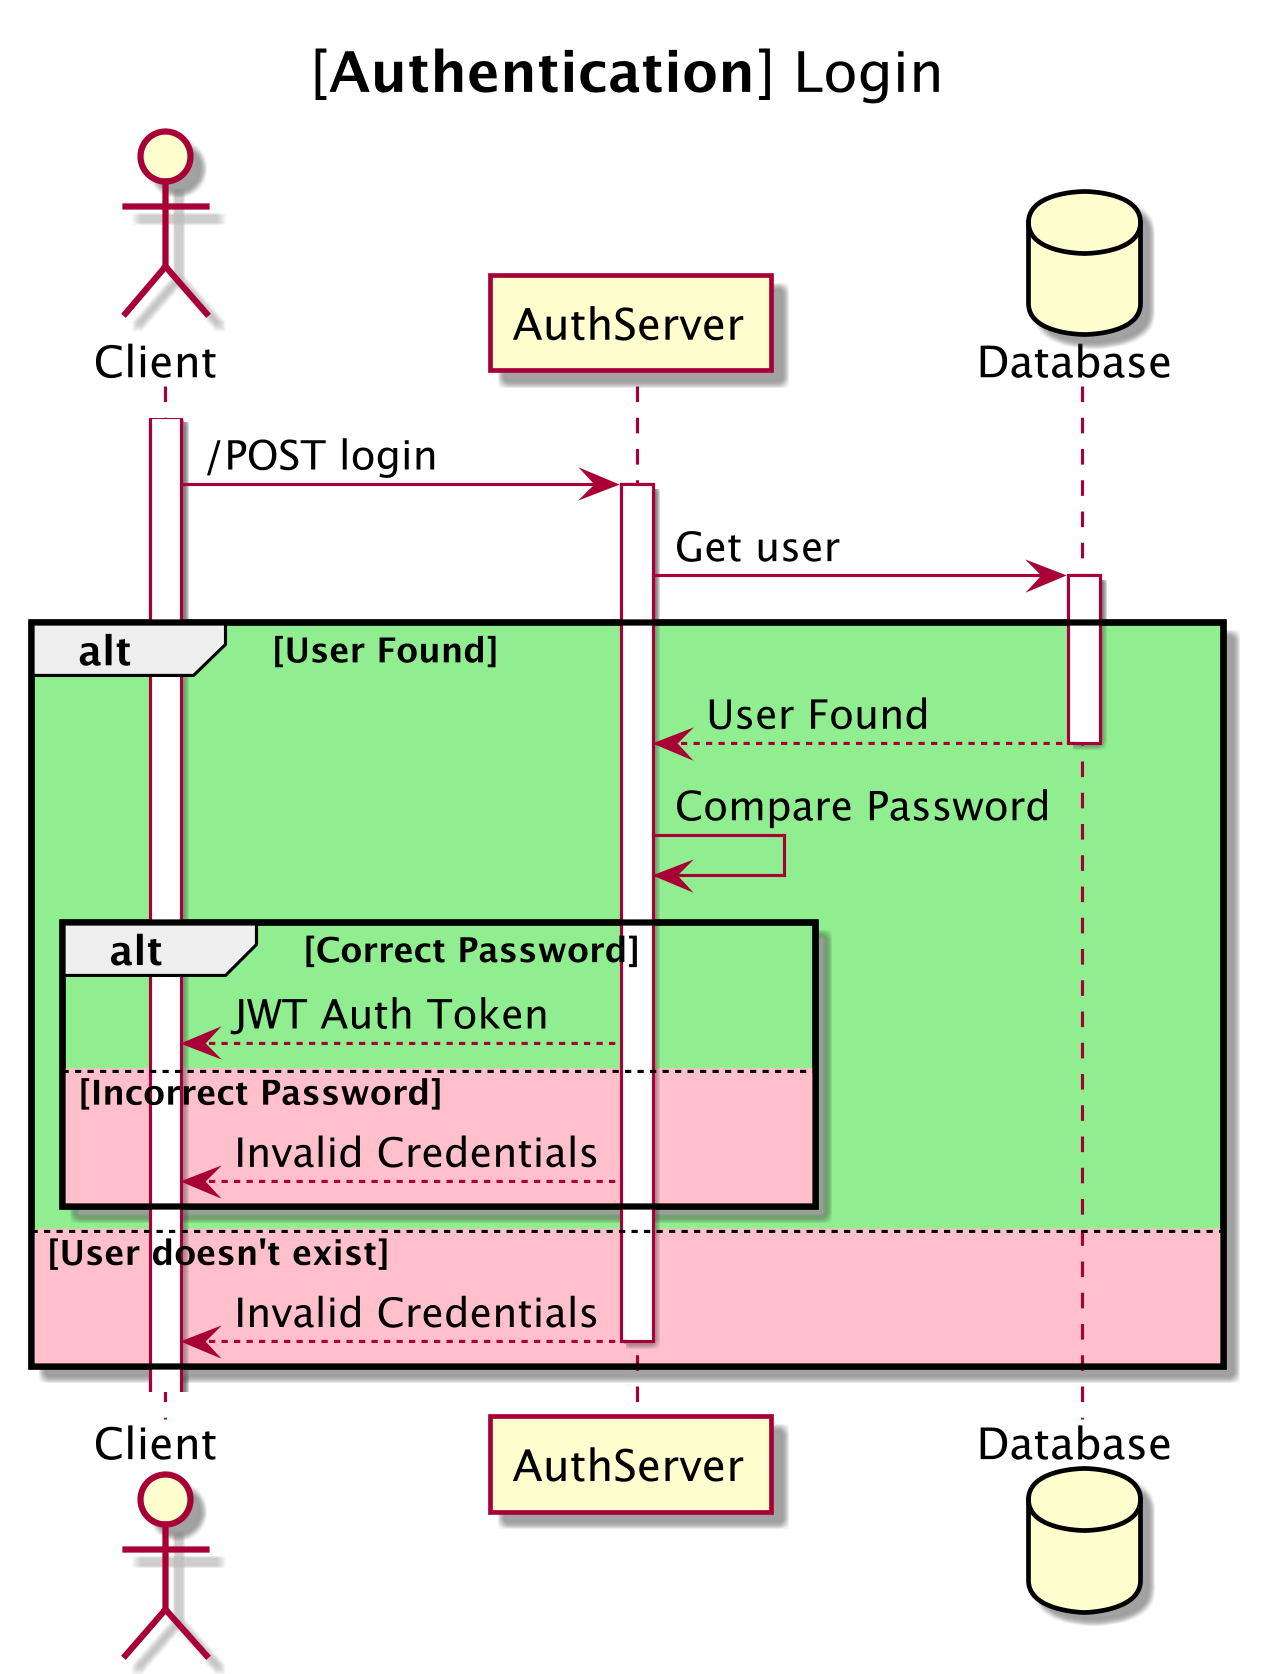 [Authentication] Login
Client
AuthServer
Database
/POST login
Get user
alt
[User Found]
User Found
Compare Password
alt
[Correct Password]
JWT Auth Token
[Incorrect Password]
Invalid Credentials
[User doesn't exist]
Invalid Credentials
Client
AuthServer
Database